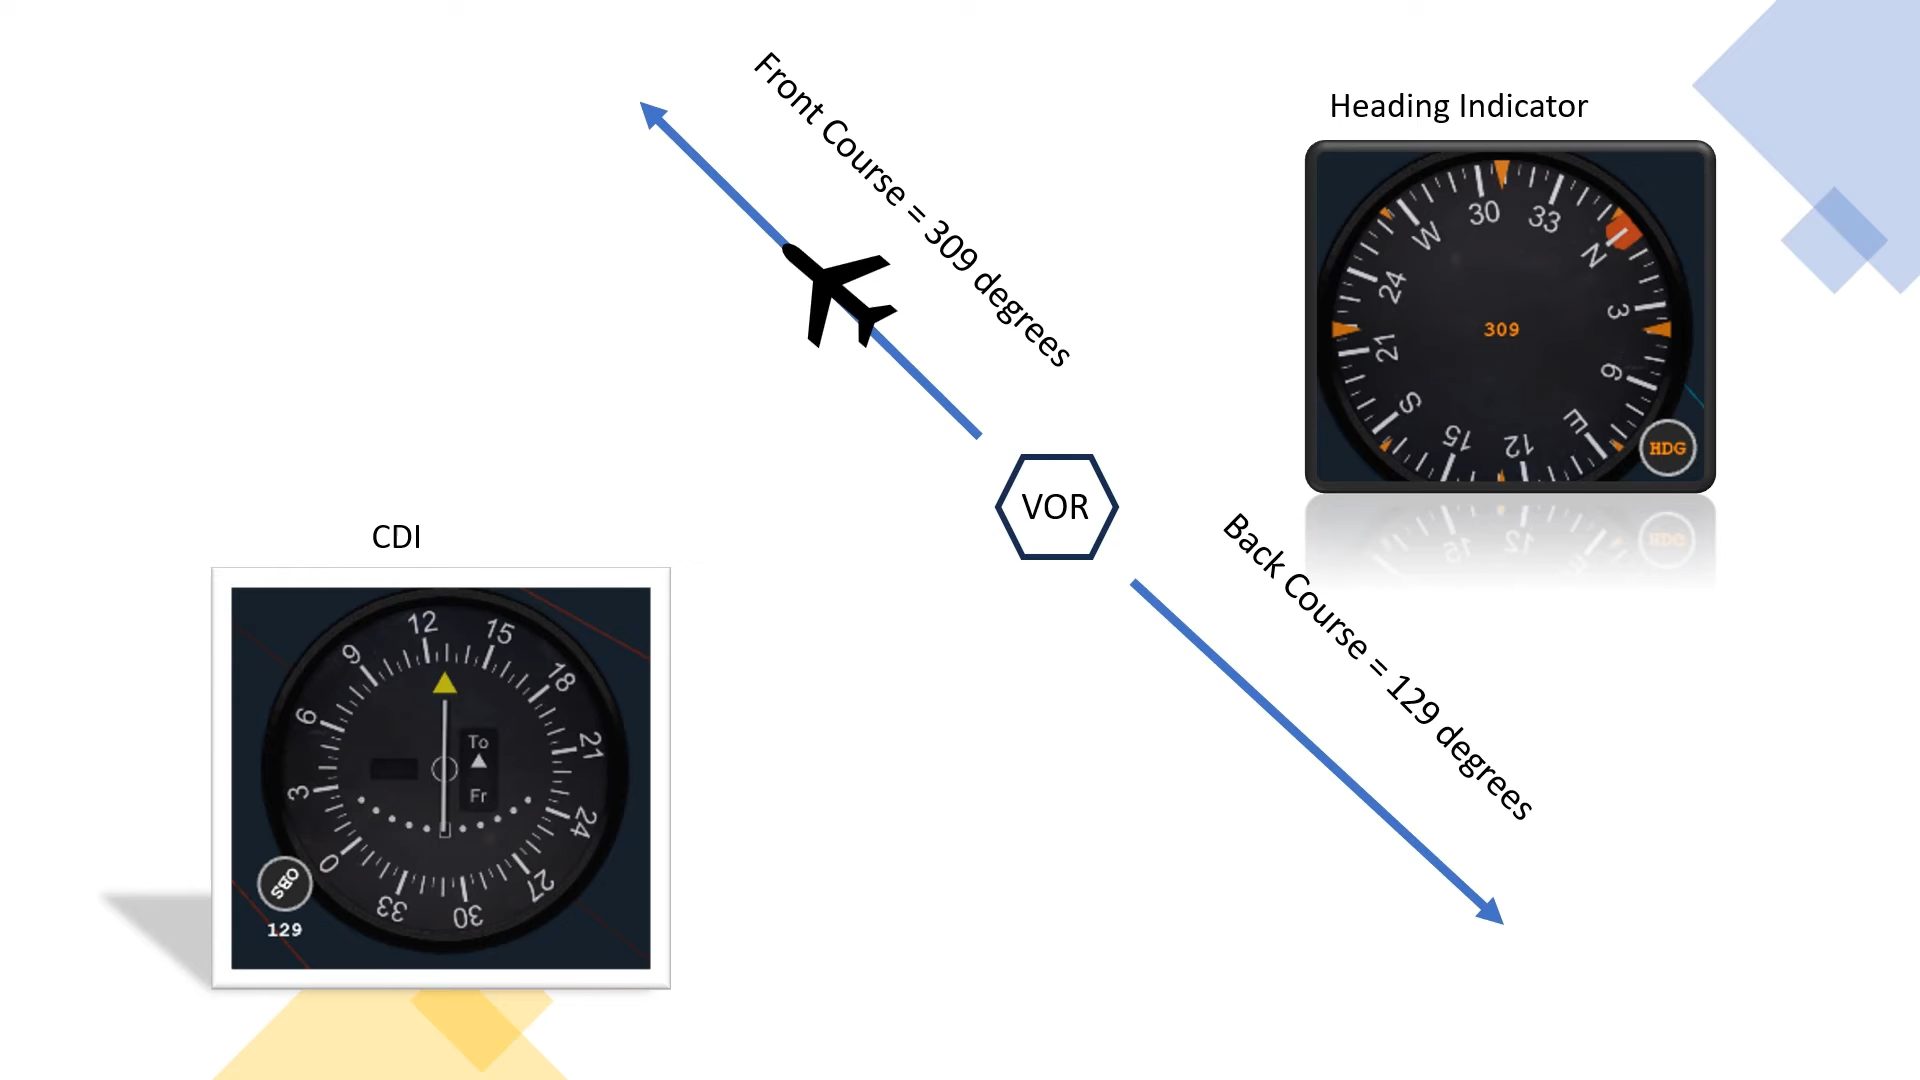 Front Course = 309 degrees
Heading Indicator
30
33
N
3
6
E
12
15
S
21
24
W
309
HDG
VOR
Back Course = 129 degrees
CDI
12
15
18
21
24
27
30
33
0
3
6
9
To
Fr
OBS
129